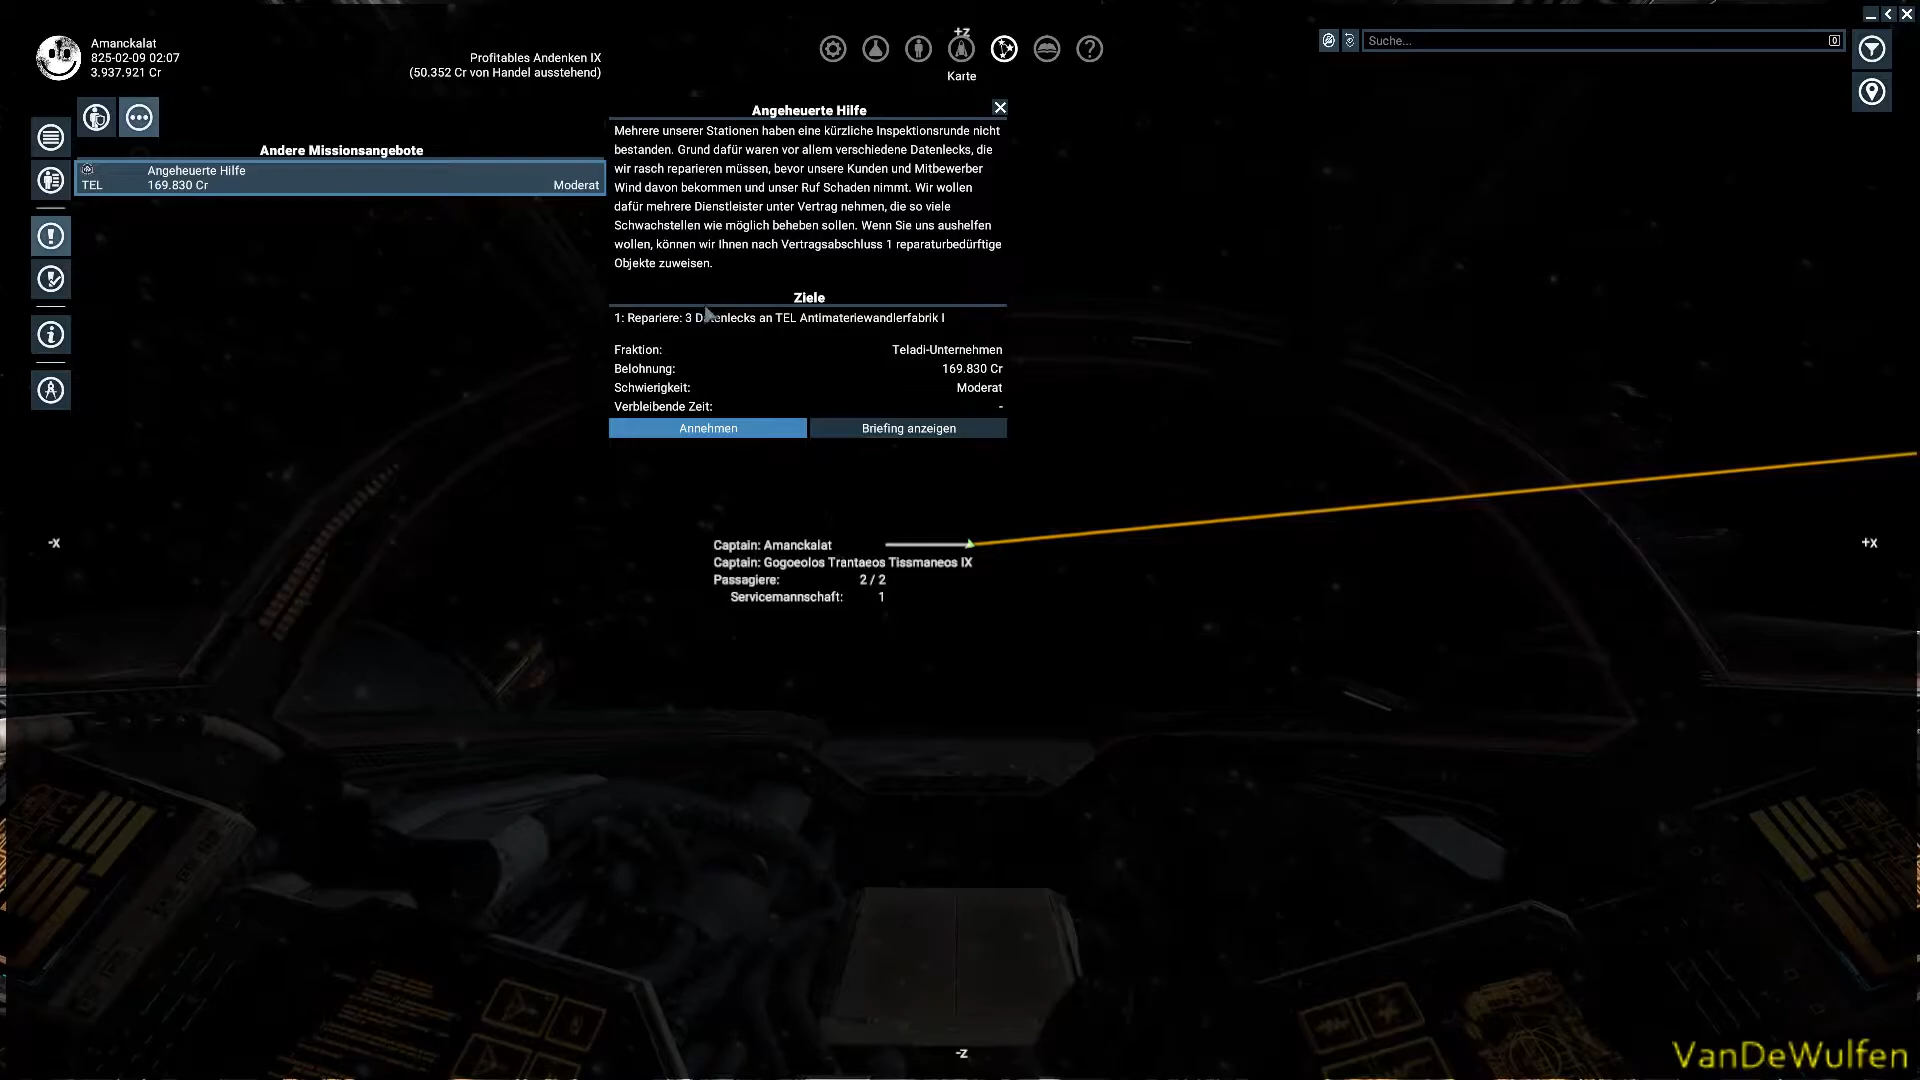 Amanckalat
825-02-09 02:07
3.937.921 Cr
Profitables Andenken IX
(50.352 Cr von Handel ausstehend)
+Z
Karte
Suche...
0
Andere Missionsangebote
Angeheuerte Hilfe
TEL 169.830 Cr Moderat
Angeheuerte Hilfe
Mehrere unserer Stationen haben eine kürzliche Inspektionsrunde nicht
bestanden. Grund dafür waren vor allem verschiedene Datenlecks, die
wir rasch reparieren müssen, bevor unsere Kunden und Mitbewerber
Wind davon bekommen und unser Ruf Schaden nimmt. Wir wollen
dafür mehrere Dienstleister unter Vertrag nehmen, die so viele
Schwachstellen wie möglich beheben sollen. Wenn Sie uns aushelfen
wollen, können wir Ihnen nach Vertragsabschluss 1 reparaturbedürftige
Objekte zuweisen.
Ziele
1: Repariere: 3 Datenlecks an TEL Antimateriewandlerfabrik I
Fraktion: Teladi-Unternehmen
Belohnung: 169.830 Cr
Schwierigkeit: Moderat
Verbleibende Zeit: -
Annehmen Briefing anzeigen
-X
+X
Captain: Amanckalat
Captain: Gogoeolos Trantaeos Tissmaneos IX
Passagiere: 2 / 2
Servicemannschaft: 1
-Z
VanDeWulfen